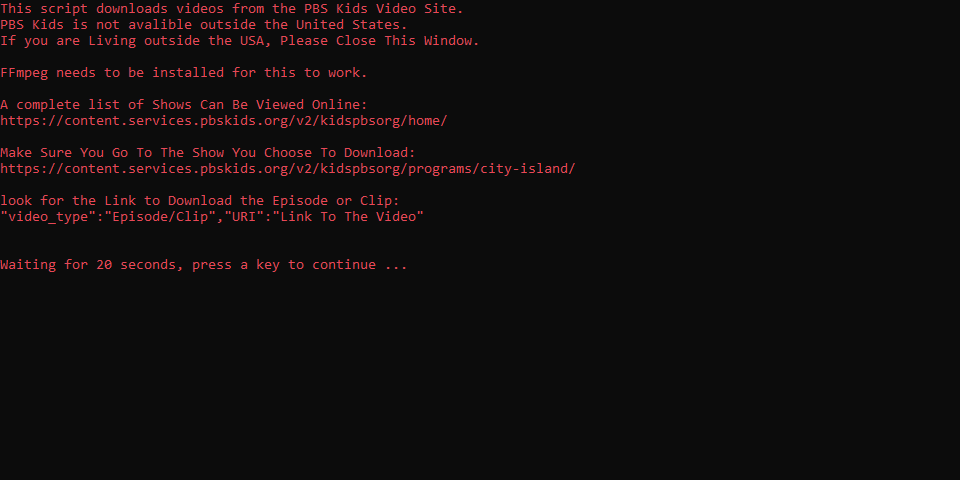 This script downloads videos from the PBS Kids Video Site.
PBS Kids is not avalible outside the United States.
If you are Living outside the USA, Please Close This Window.
FFmpeg needs to be installed for this to work.
A complete list of Shows Can Be Viewed Online:
https://content.services.pbskids.org/v2/kidspbsorg/home/
Make Sure You Go To The Show You Choose To Download:
https://content.services.pbskids.org/v2/kidspbsorg/programs/city-island/
look for the Link to Download the Episode or Clip:
"video_type":"Episode/Clip","URI":"Link To The Video"
Waiting for 20 seconds, press a key to continue ...